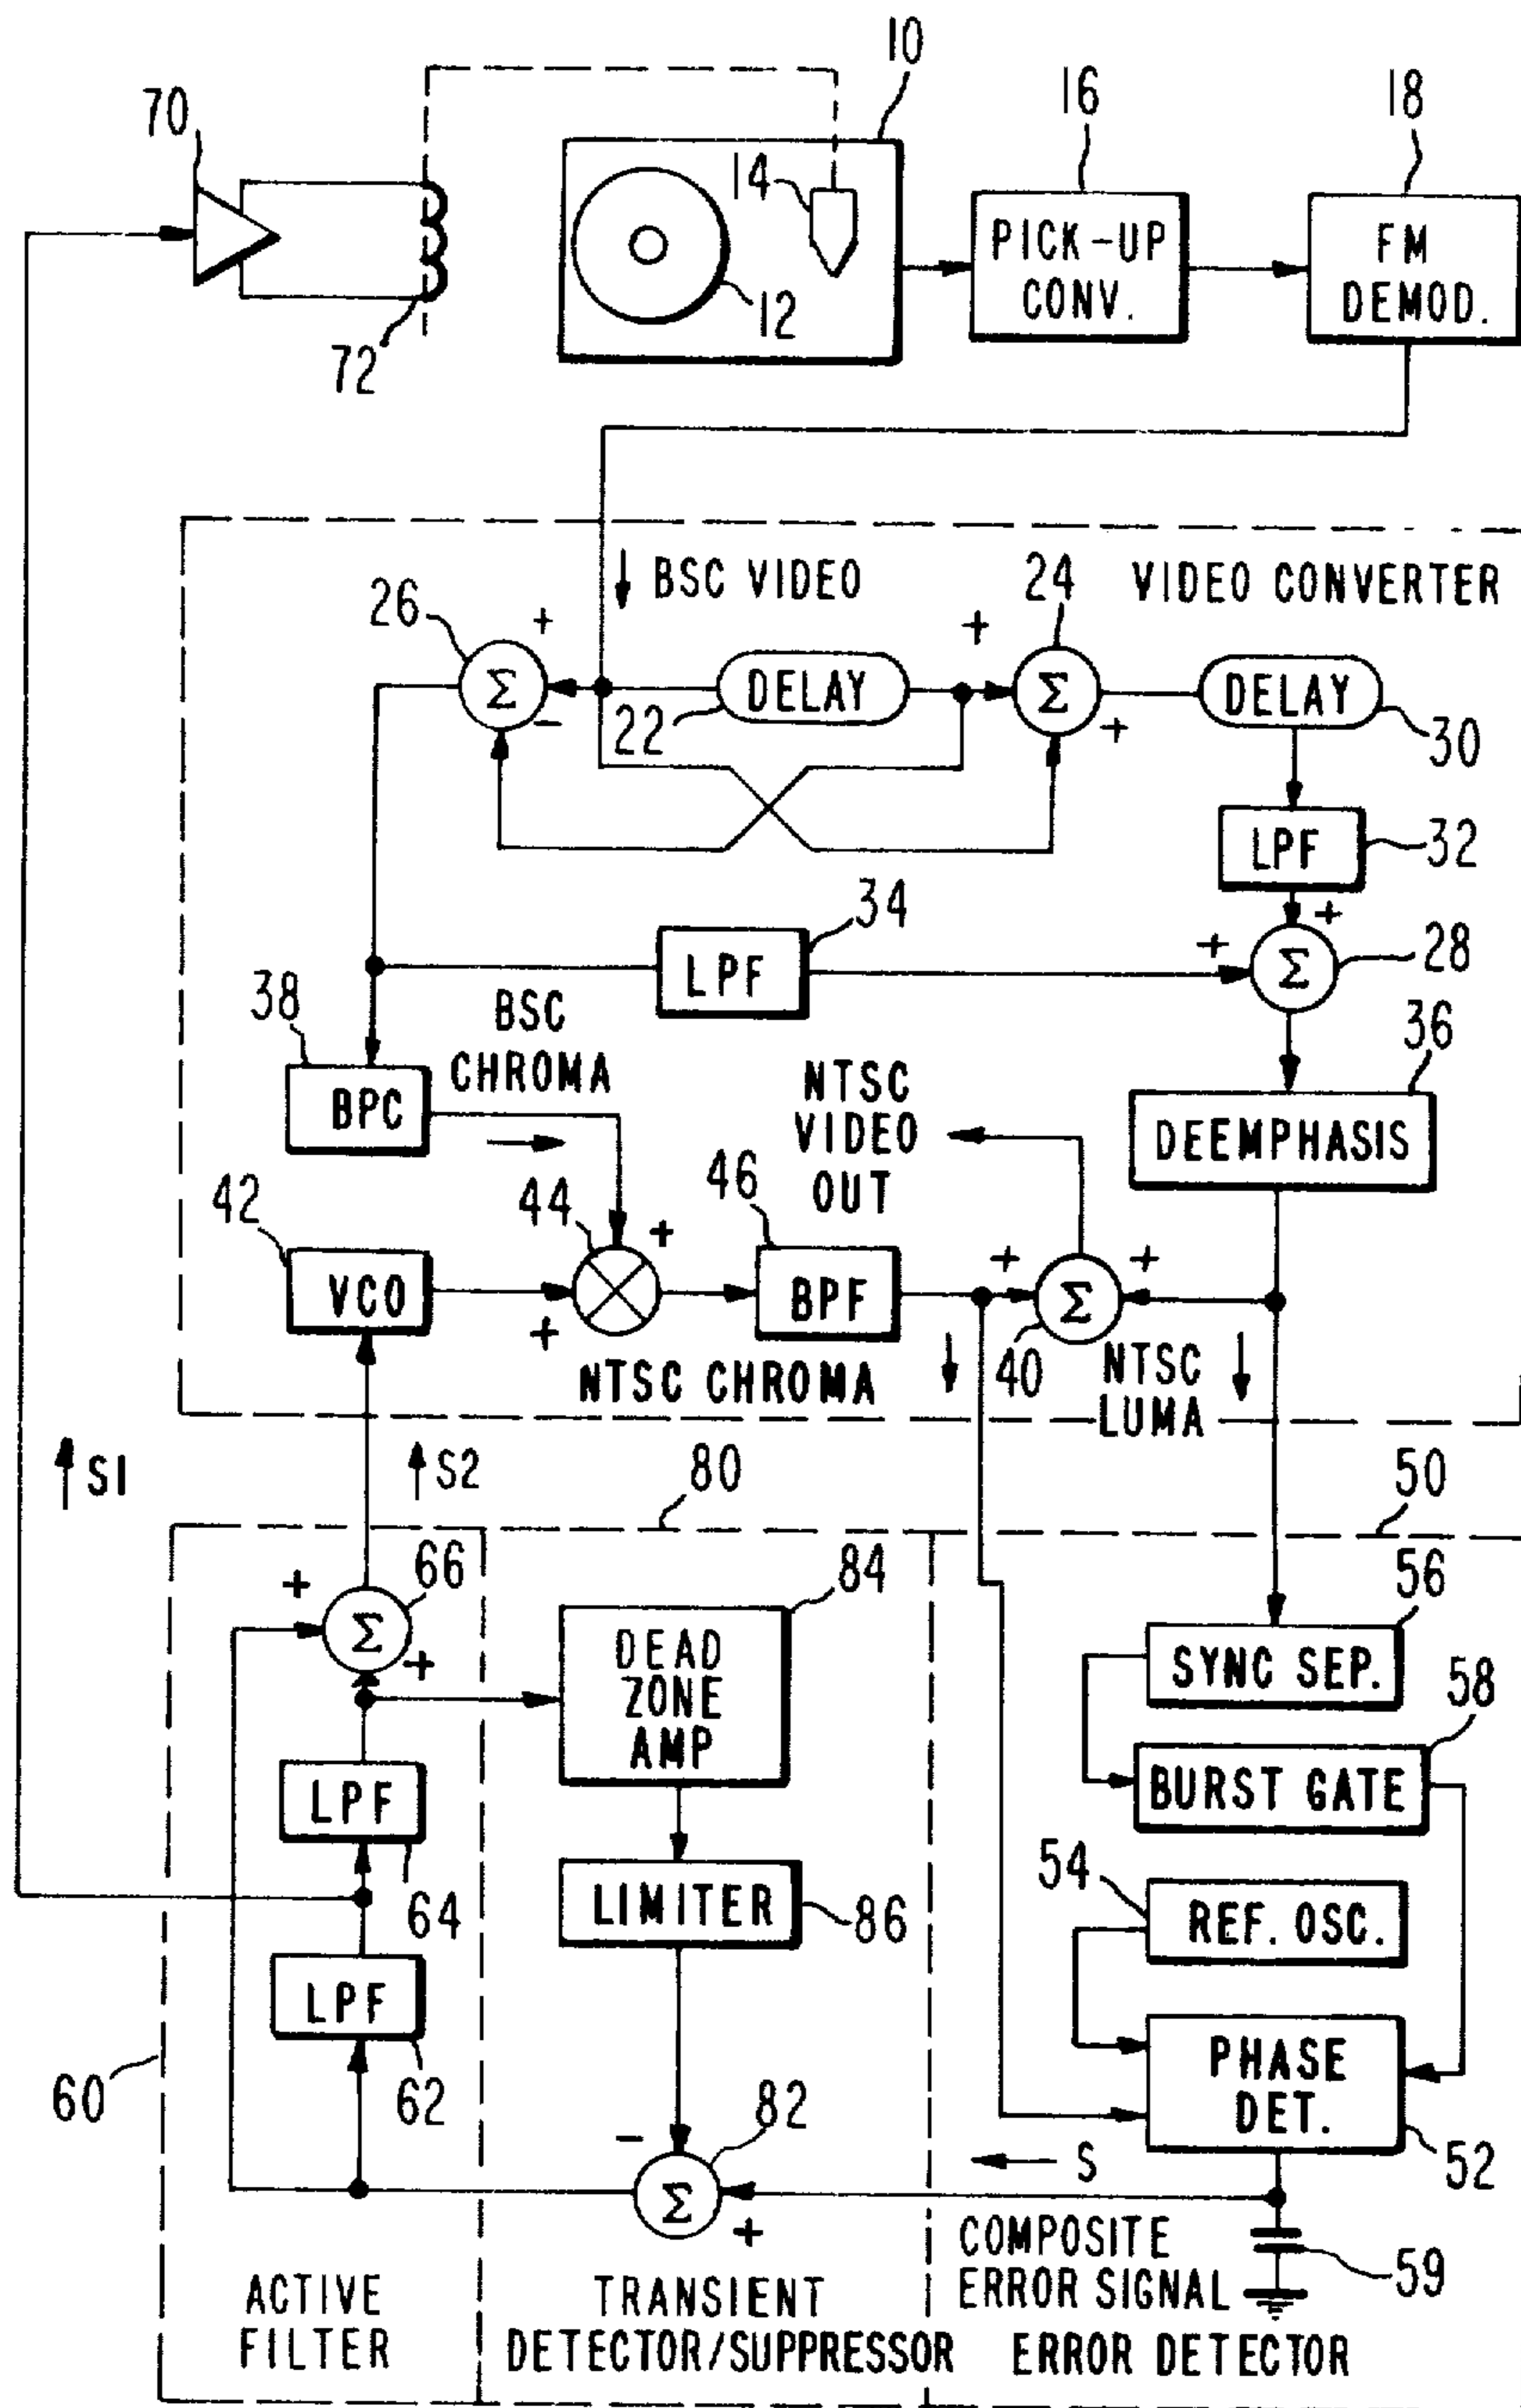 10
70
16
18
14
PICK-UP
CONV.
FM
DEMOD.
12
72
BSC VIDEO
24
VIDEO CONVERTER
26
+
+
Σ
DELAY
Σ
DELAY
−
22
+
30
LPF
32
34
+
+
LPF
Σ
28
38
BSC
CHROMA
36
BPC
NTSC
VIDEO
OUT
DEEMPHASIS
42
44
46
+
+
+
VCO
BPF
Σ
+
NTSC CHROMA
40
NTSC
LUMA
S1
S2
80
50
+
66
84
56
Σ
+
DEAD
ZONE
AMP
SYNC SEP.
58
LPF
BURST GATE
64
LIMITER
86
54
REF. OSC.
LPF
PHASE
DET.
60
62
82
−
S
52
Σ
+
COMPOSITE
ERROR SIGNAL
59
ACTIVE
FILTER
TRANSIENT
DETECTOR/SUPPRESSOR
ERROR DETECTOR